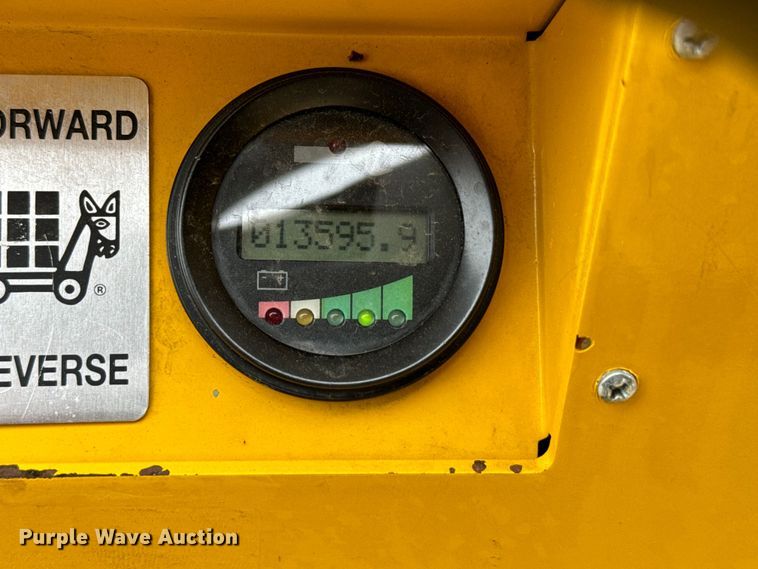 ORWARD
®
EVERSE
013595.9
- +
Purple Wave Auction